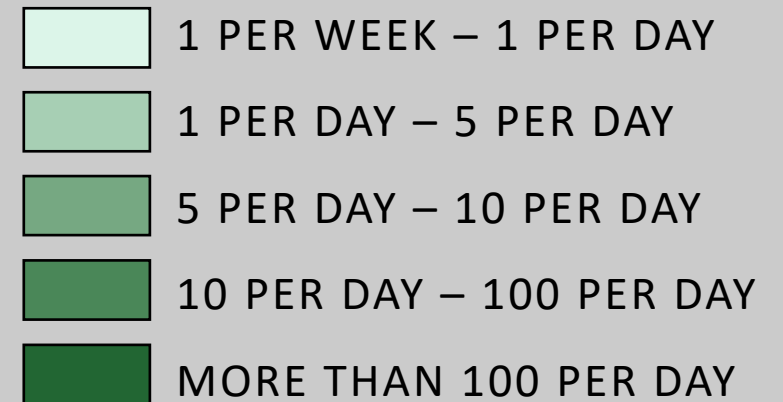 1 PER WEEK – 1 PER DAY
1 PER DAY – 5 PER DAY
5 PER DAY – 10 PER DAY
10 PER DAY – 100 PER DAY
MORE THAN 100 PER DAY